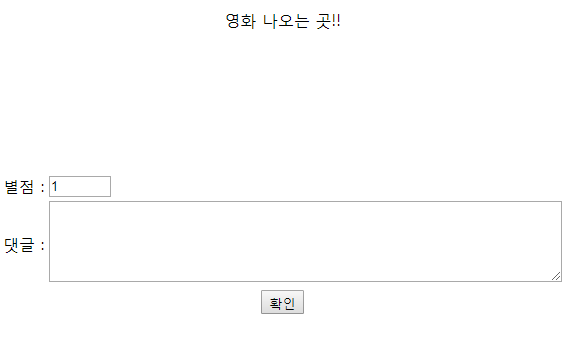 영화 나오는 곳!!
별점 : 1
댓글 :
확인